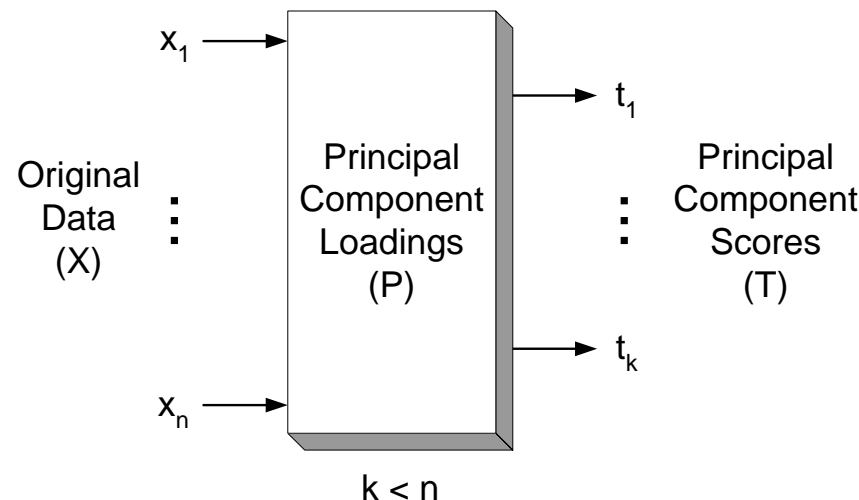 x1
Original
Data
(X)
xn
Principal
Component
Loadings
(P)
t1
tk
Principal
Component
Scores
(T)
k < n